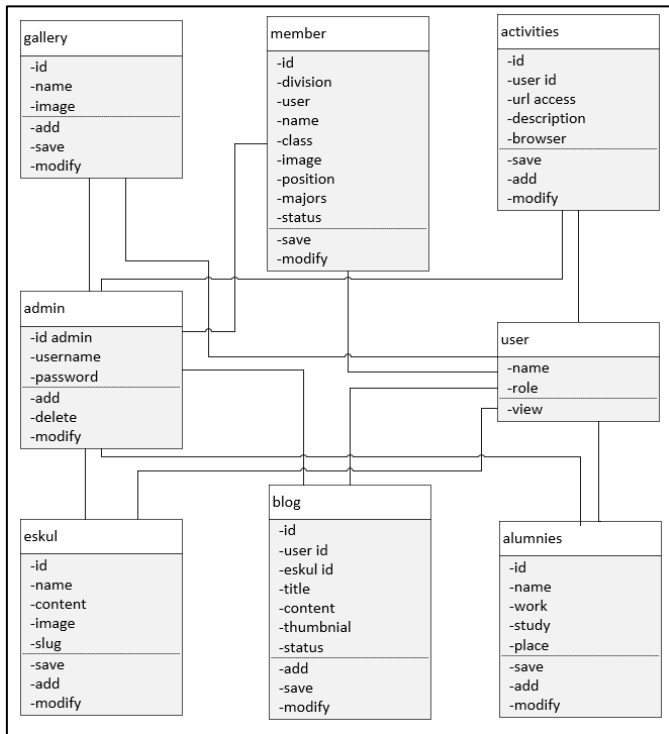 gallery
-id
-name
-image
-add
-save
-modify
member
-id
-division
-user
-name
-class
-image
-position
-majors
-status
-save
-modify
activities
-id
-user id
-url access
-description
-browser
-save
-add
-modify
admin
-id admin
-username
-password
-add
-delete
-modify
user
-name
-role
-view
eskul
-id
-name
-content
-image
-slug
-save
-add
-modify
blog
-id
-user id
-eskul id
-title
-content
-thumbnial
-status
-add
-save
-modify
alumnies
-id
-name
-work
-study
-place
-save
-add
-modify